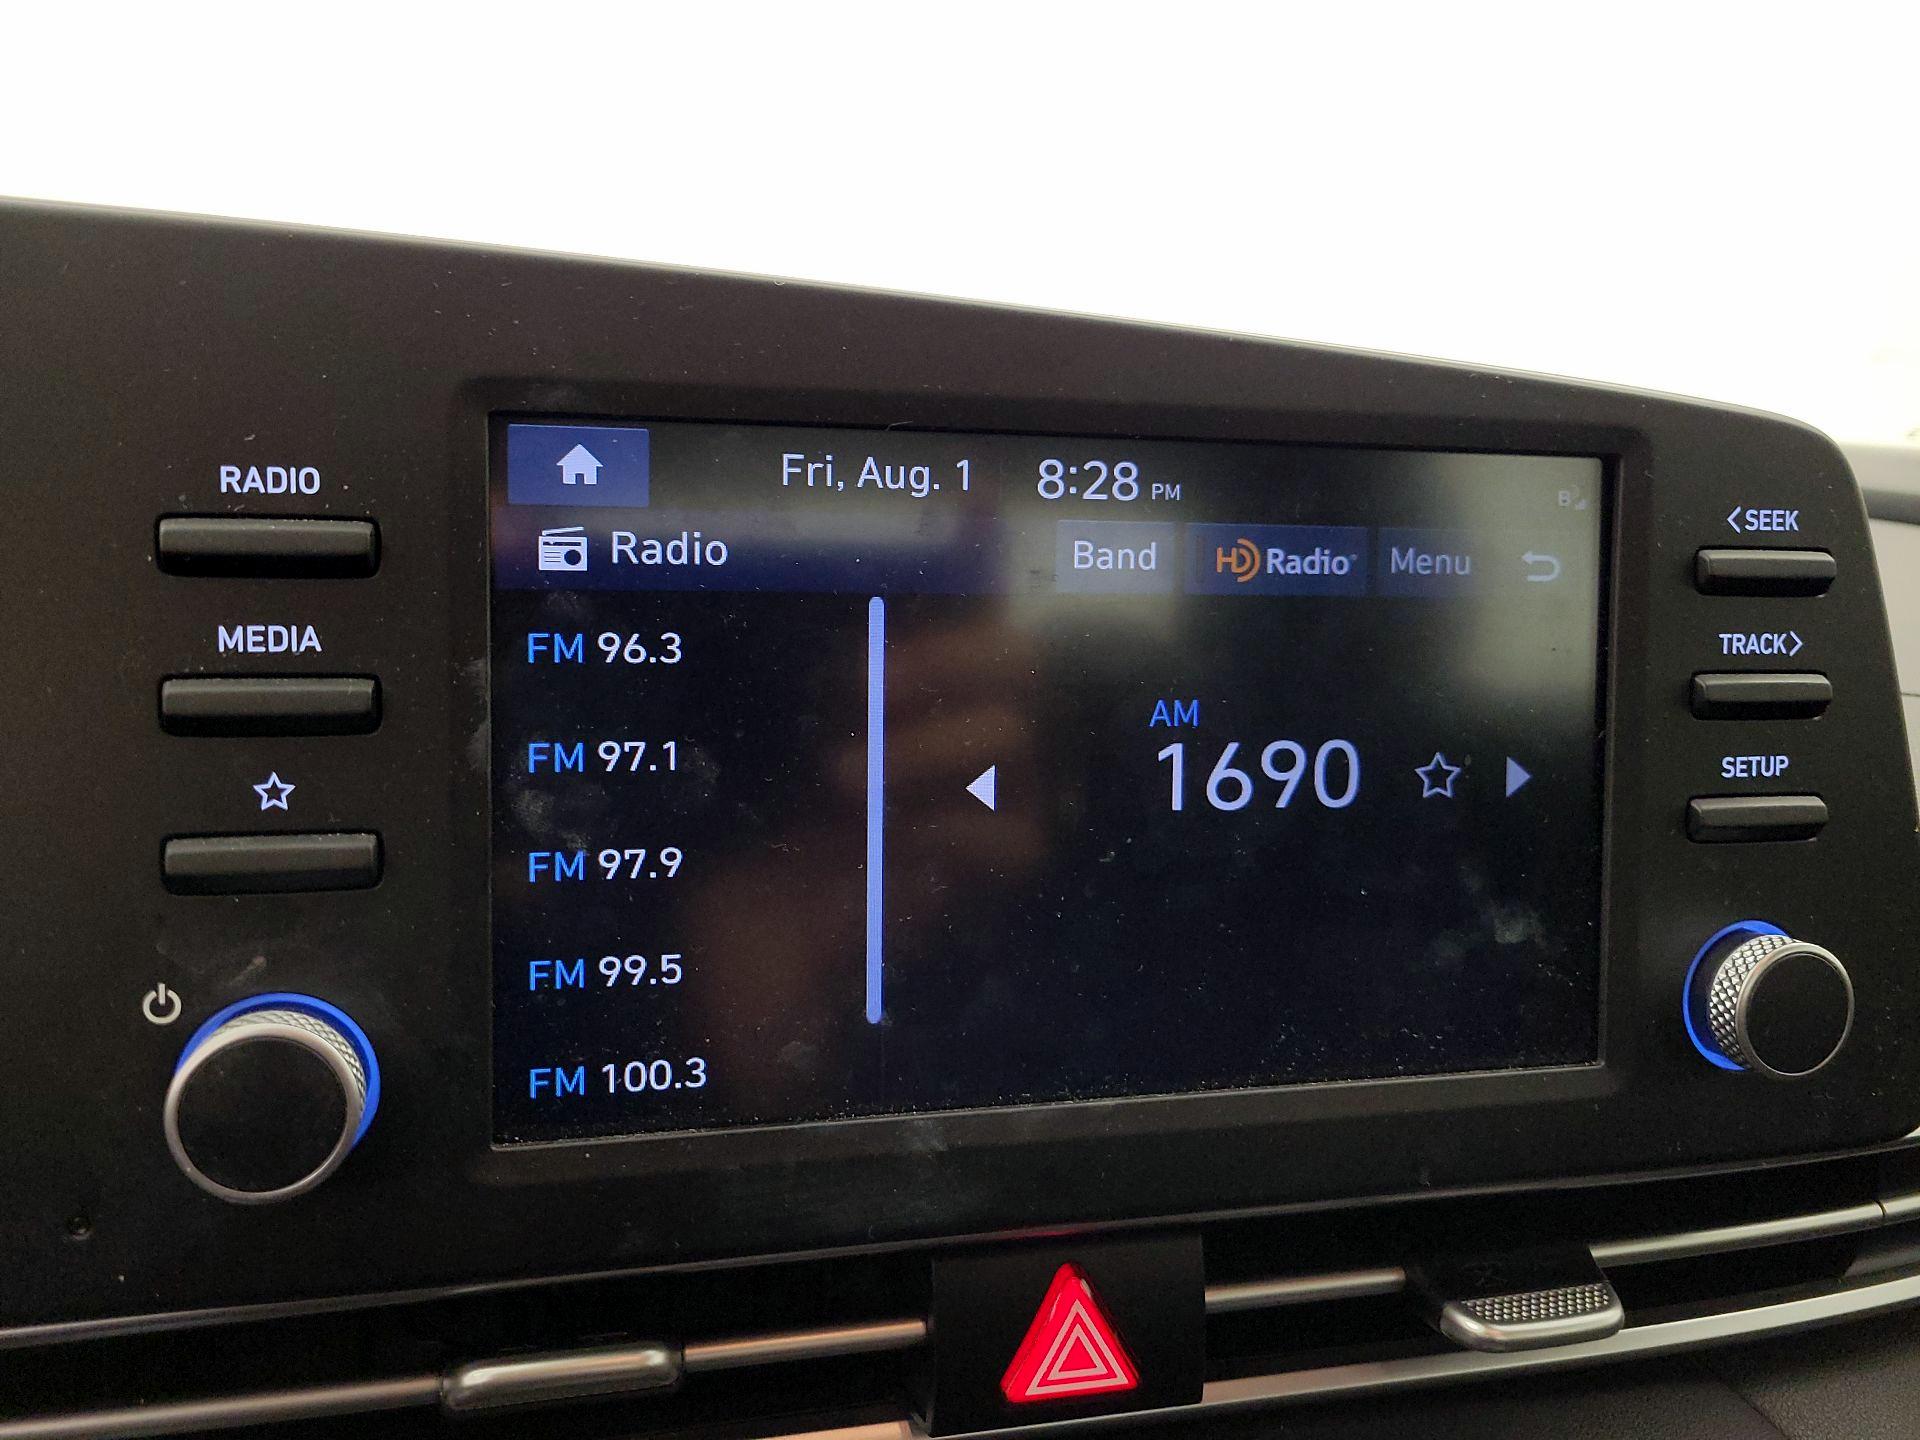 RADIO
MEDIA
Fri, Aug. 1 8:28 PM
Radio
Band HD Radio Menu
FM 96.3
FM 97.1
FM 97.9
FM 99.5
FM 100.3
AM
1690
<SEEK
TRACK>
SETUP